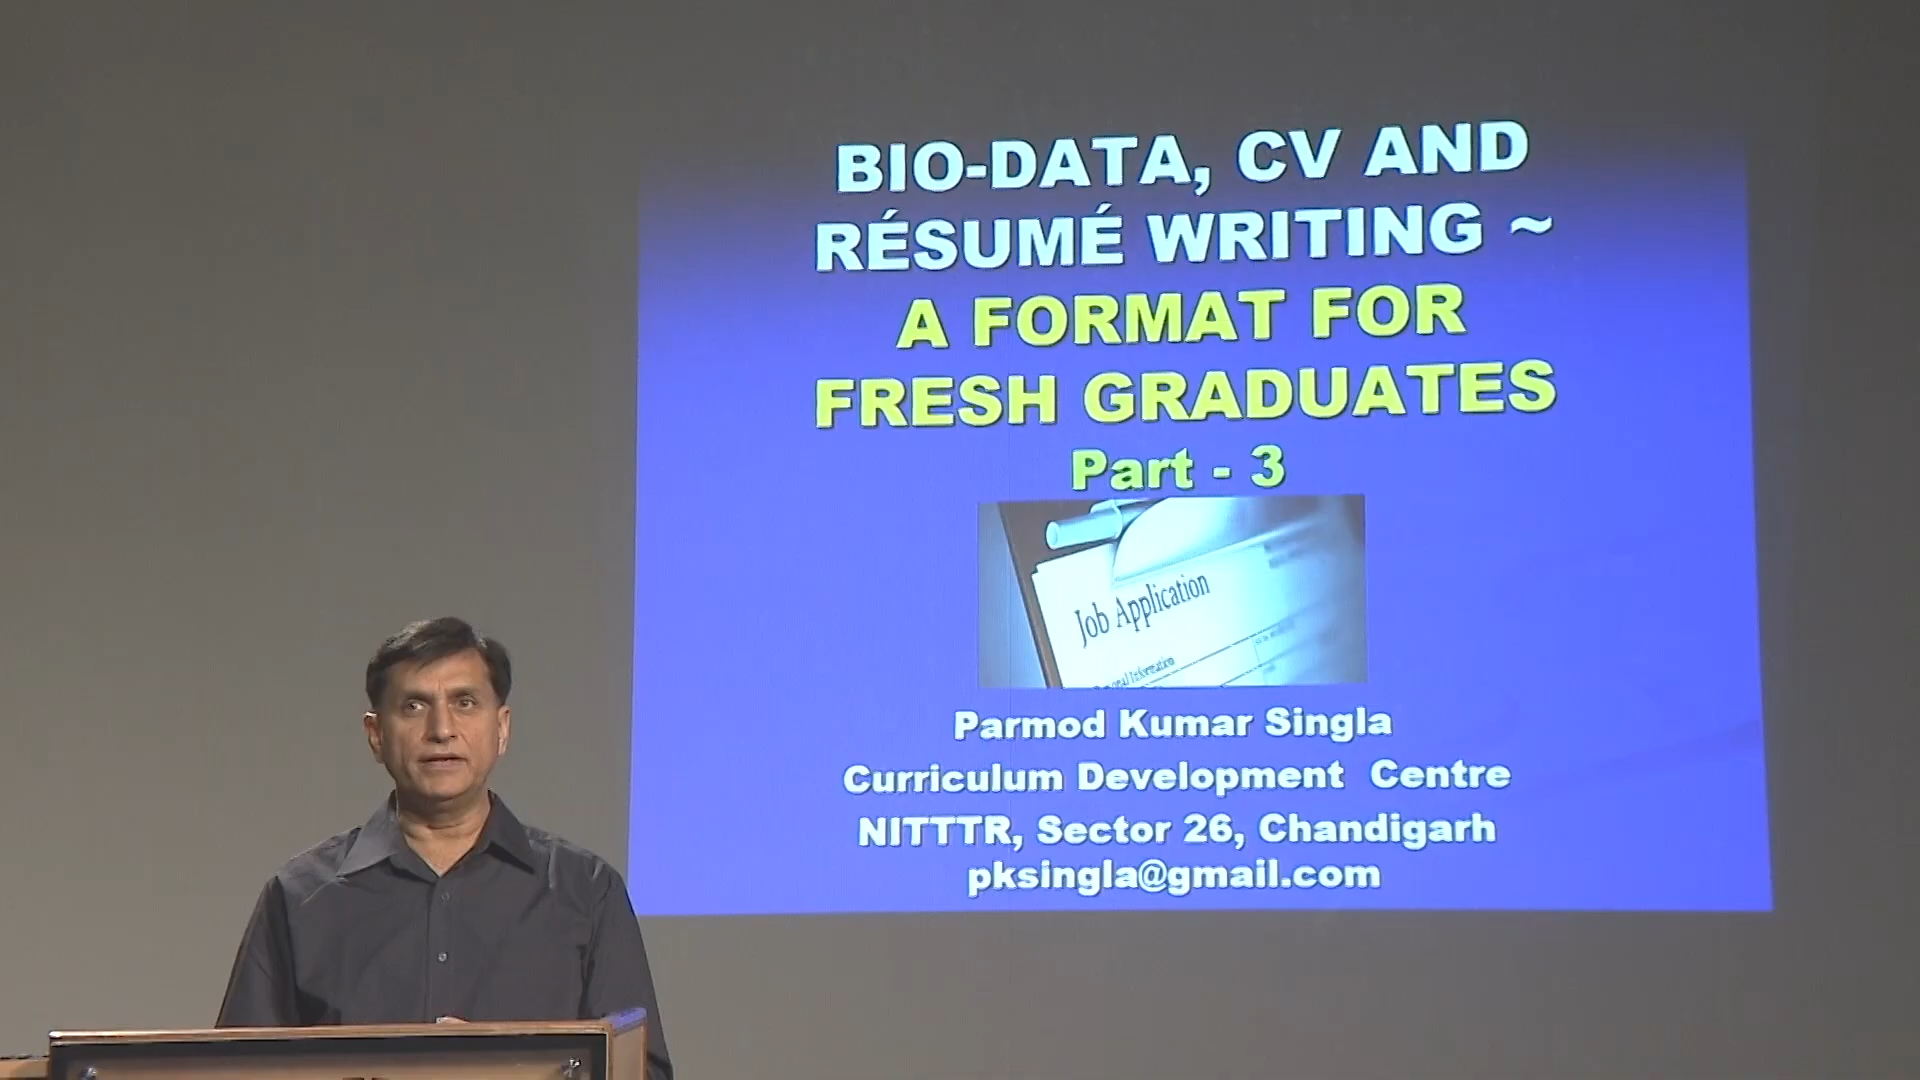 BIO-DATA, CV AND
RÉSUMÉ WRITING ~
A FORMAT FOR
FRESH GRADUATES
Part - 3
Job Application
Information
Parmod Kumar Singla
Curriculum Development Centre
NITTTR, Sector 26, Chandigarh
pksingla@gmail.com